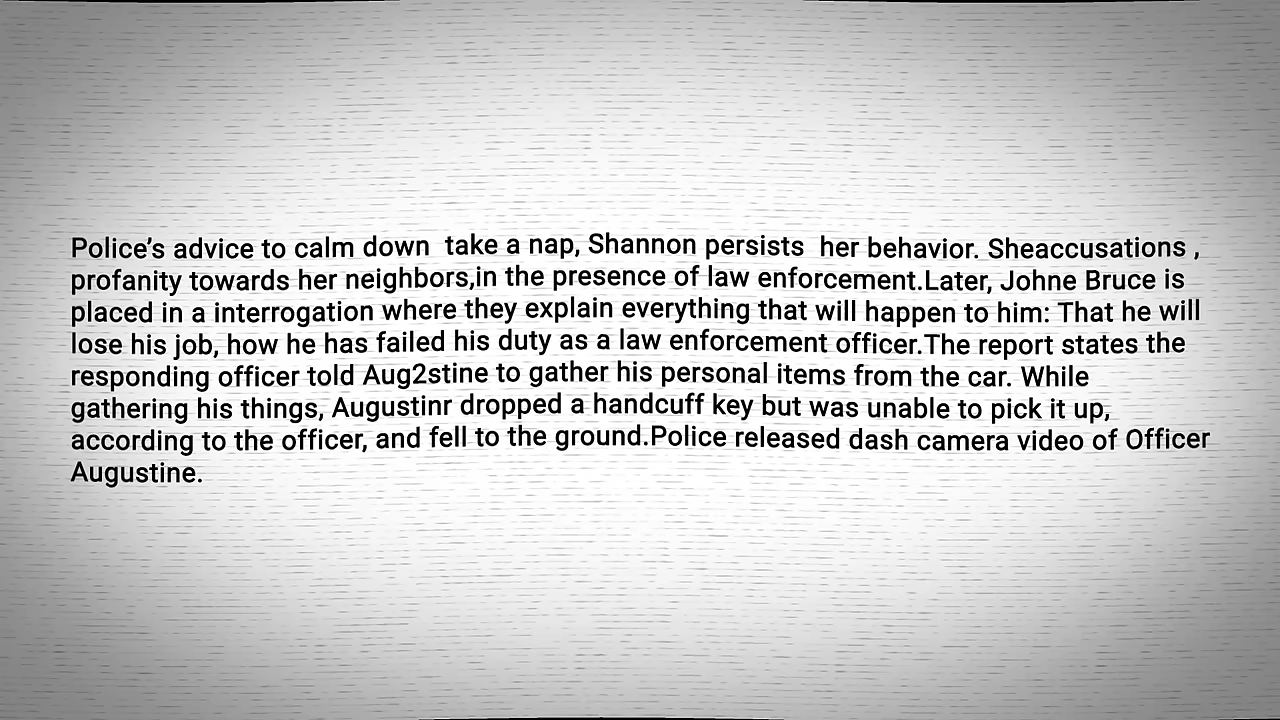 Police’s advice to calm down  take a nap, Shannon persists  her behavior. Sheaccusations ,
profanity towards her neighbors,in the presence of law enforcement.Later, Johne Bruce is
placed in a interrogation where they explain everything that will happen to him: That he will
lose his job, how he has failed his duty as a law enforcement officer.The report states the
responding officer told Aug2stine to gather his personal items from the car. While
gathering his things, Augustinr dropped a handcuff key but was unable to pick it up,
according to the officer, and fell to the ground.Police released dash camera video of Officer
Augustine.